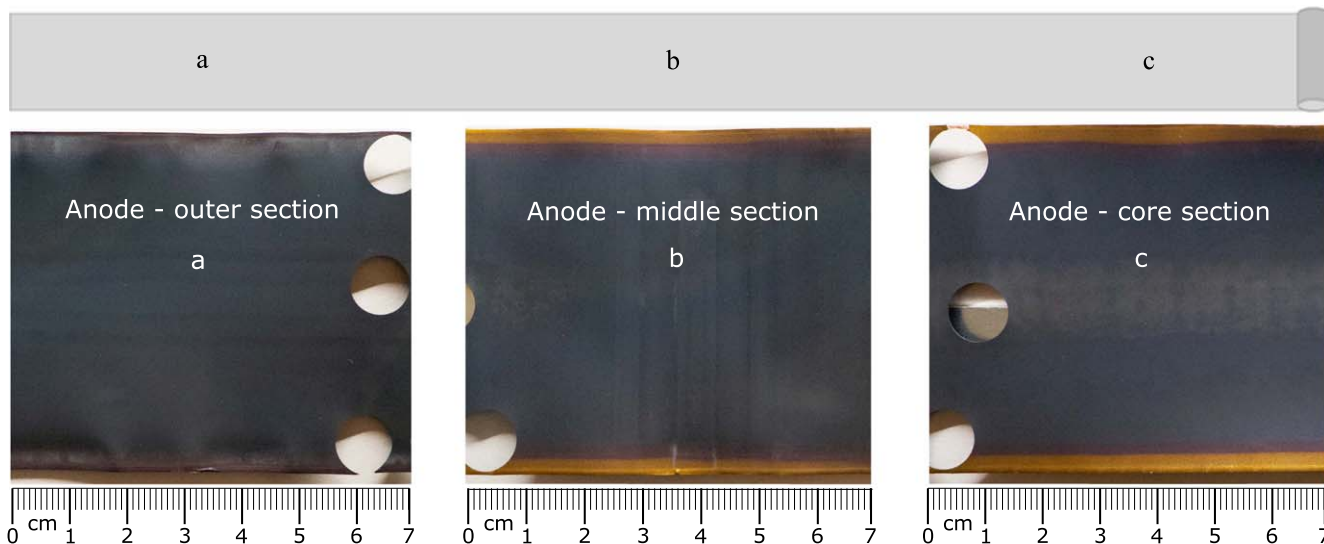 a b c
Anode - outer section
a
Anode - middle section
b
Anode - core section
c
0 cm 1 2 3 4 5 6 7
0 cm 1 2 3 4 5 6 7
0 cm 1 2 3 4 5 6 7